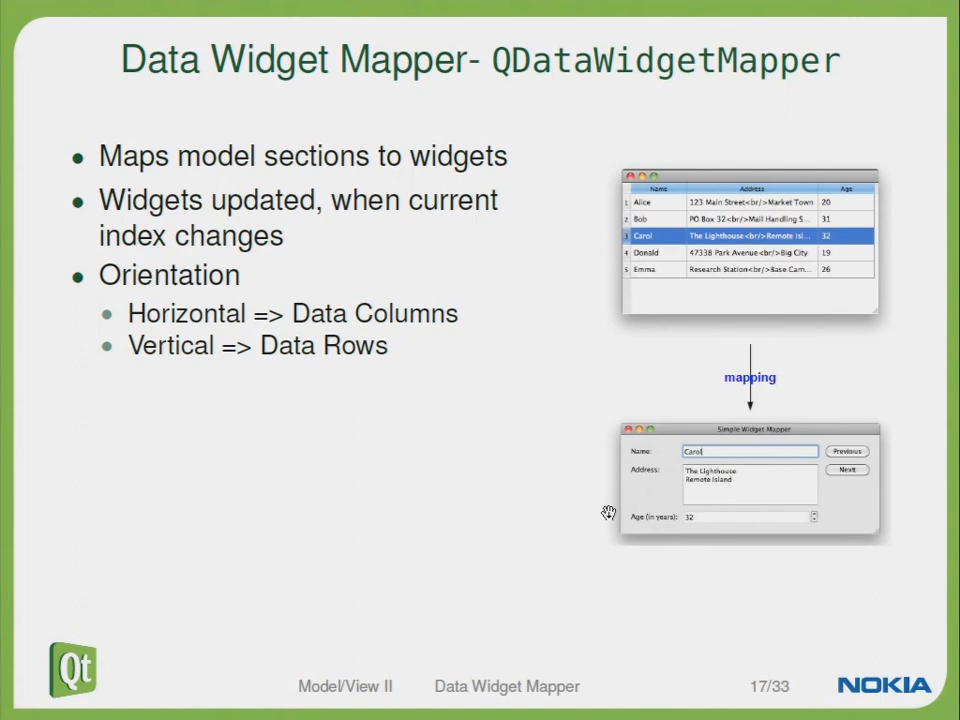 Data Widget Mapper- QDataWidgetMapper
• Maps model sections to widgets
• Widgets updated, when current
index changes
• Orientation
• Horizontal => Data Columns
• Vertical => Data Rows
Name Address Age
1 Alice 123 Main Street<br/>Market Town 20
2 Bob PO Box 32<br/>Mail Handling S... 31
3 Carol The Lighthouse<br/>Remote Isl... 32
4 Donald 47338 Park Avenue<br/>Big City 19
5 Emma Research Station<br/>Base Cam... 26
mapping
Simple Widget Mapper
Name: Carol Previous
Address: The Lighthouse Next
Remote Island
Age (in years): 32
Qt
Model/View II Data Widget Mapper 17/33 NOKIA